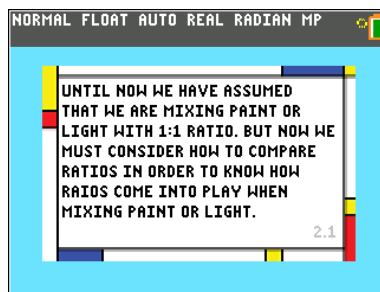 NORMAL FLOAT AUTO REAL RADIAN MP
UNTIL NOW WE HAVE ASSUMED
THAT WE ARE MIXING PAINT OR
LIGHT WITH 1:1 RATIO. BUT NOW WE
MUST CONSIDER HOW TO COMPARE
RATIOS IN ORDER TO KNOW HOW
RAIOS COME INTO PLAY WHEN
MIXING PAINT OR LIGHT.
2.1